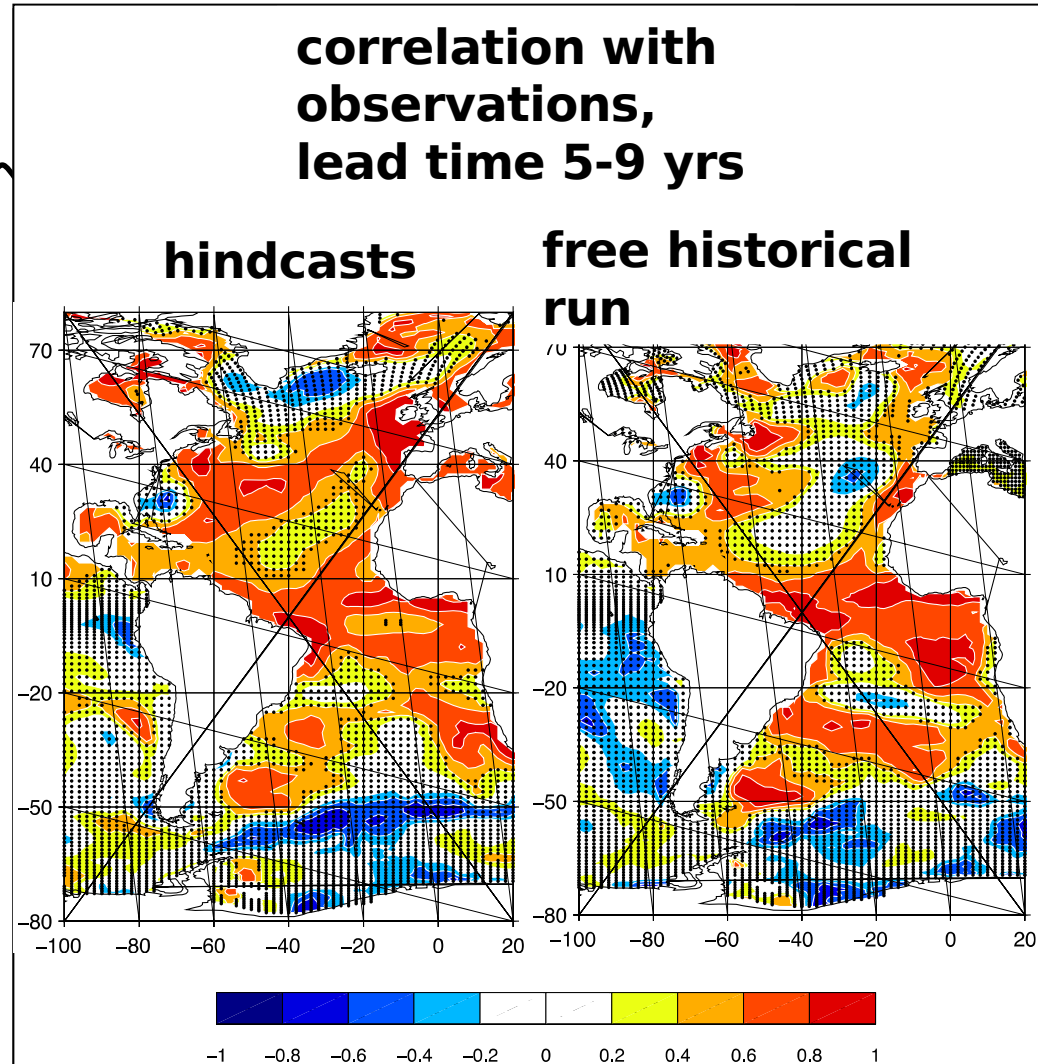 correlation with
observations,
lead time 5-9 yrs
hindcasts
free historical
run
70
40
10
−20
−50
−80
−100 −80 −60 −40 −20 0 20
70
40
10
−20
−50
−80
−100 −80 −60 −40 −20 0 20
−1 −0.8 −0.6 −0.4 −0.2 0 0.2 0.4 0.6 0.8 1